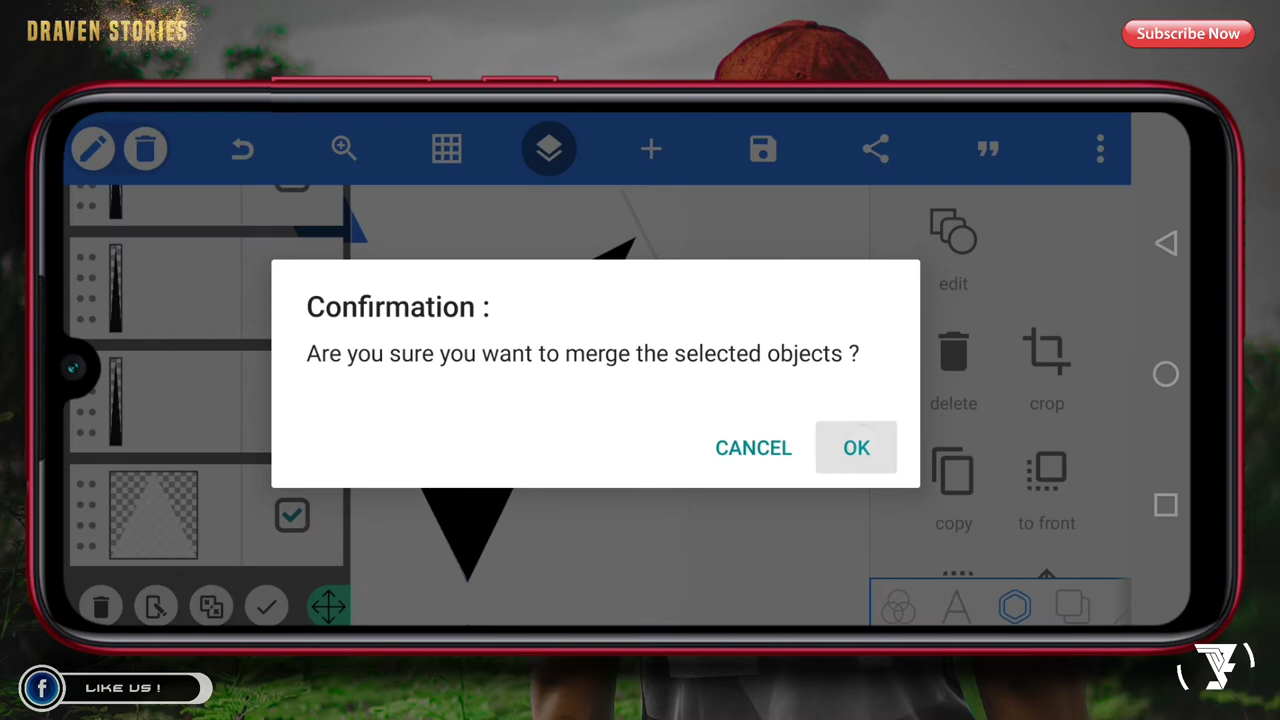 DRAVEN STORIES
Subscribe Now
Confirmation :
Are you sure you want to merge the selected objects ?
CANCEL
OK
edit
delete
crop
copy
to front
LIKE US !